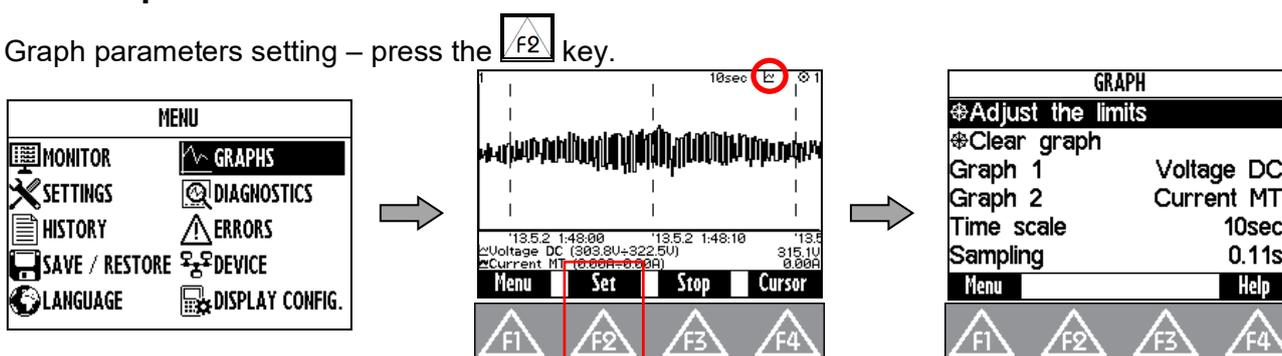 Graph parameters setting – press the F2 key.
MENU
MONITOR GRAPHS
SETTINGS DIAGNOSTICS
HISTORY ERRORS
SAVE / RESTORE DEVICE
LANGUAGE DISPLAY CONFIG.
1 10sec 1
'13.5.2 1:48:00 '13.5.2 1:48:10 '13.5
Voltage DC (303.8V÷322.5V) 315.1V
Current MT (0.00A÷0.00A) 0.00A
Menu Set Stop Cursor
F1 F2 F3 F4
GRAPH
Adjust the limits
Clear graph
Graph 1 Voltage DC
Graph 2 Current MT
Time scale 10sec
Sampling 0.11s
Menu Help
F1 F2 F3 F4